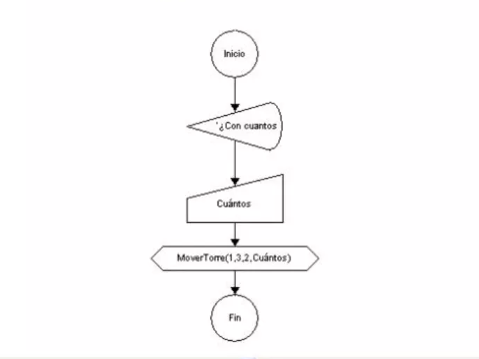 Inicio
'¿Con cuantos
Cuántos
MoverTorre(1,3,2,Cuántos)
Fin